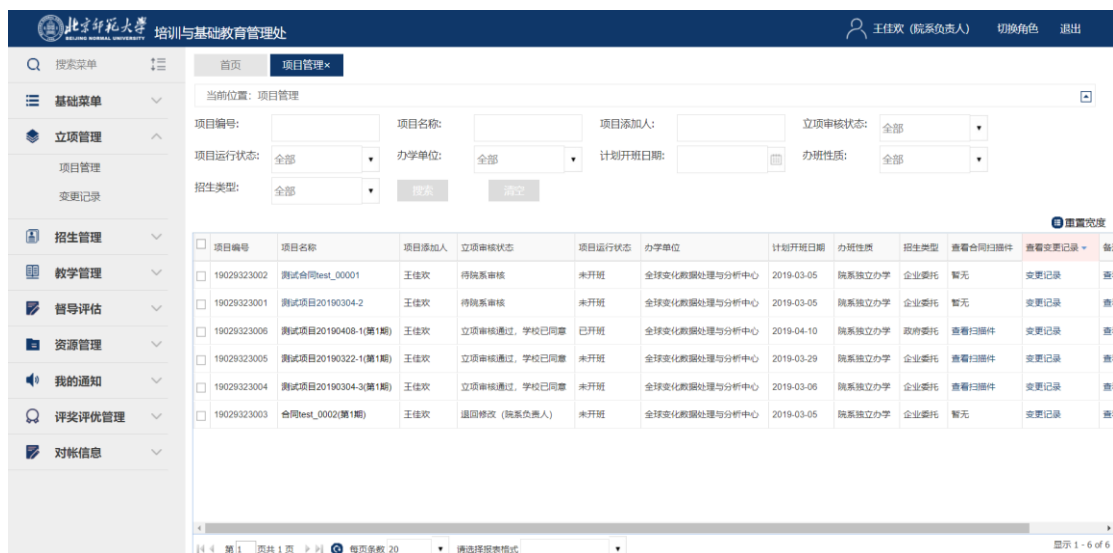 北京师范大学 培训与基础教育管理处 王佳欢（院系负责人） 切换角色 退出
BEIJING NORMAL UNIVERSITY
搜索菜单
基础菜单
立项管理
项目管理
变更记录
招生管理
教学管理
督导评估
资源管理
我的通知
评奖评优管理
对帐信息
首页 项目管理×
当前位置：项目管理
项目编号: 项目名称: 项目添加人: 立项审核状态: 全部
项目运行状态: 全部 办学单位: 全部 计划开班日期: 办班性质: 全部
招生类型: 全部 搜索 清空
重置宽度
项目编号 项目名称 项目添加人 立项审核状态 项目运行状态 办学单位 计划开班日期 办班性质 招生类型 查看合同扫描件 查看变更记录
19029323002 测试合同test_00001 王佳欢 待院系审核 未开班 全球变化数据处理与分析中心 2019-03-05 院系独立办学 企业委托 暂无 变更记录
19029323001 测试项目20190304-2 王佳欢 待院系审核 未开班 全球变化数据处理与分析中心 2019-03-05 院系独立办学 企业委托 暂无 变更记录
19029323006 测试项目20190408-1(第1期) 王佳欢 立项审核通过，学校已同意 已开班 全球变化数据处理与分析中心 2019-04-10 院系独立办学 政府委托 查看扫描件 变更记录
19029323005 测试项目20190322-1(第1期) 王佳欢 立项审核通过，学校已同意 未开班 全球变化数据处理与分析中心 2019-03-29 院系独立办学 企业委托 查看扫描件 变更记录
19029323004 测试项目20190304-3(第1期) 王佳欢 立项审核通过，学校已同意 未开班 全球变化数据处理与分析中心 2019-03-06 院系独立办学 企业委托 查看扫描件 变更记录
19029323003 合同test_0002(第1期) 王佳欢 退回修改（院系负责人） 未开班 全球变化数据处理与分析中心 2019-03-05 院系独立办学 企业委托 暂无 变更记录
第 1 页共 1 页 每页条数 20 请选择报表格式 显示 1 - 6 of 6